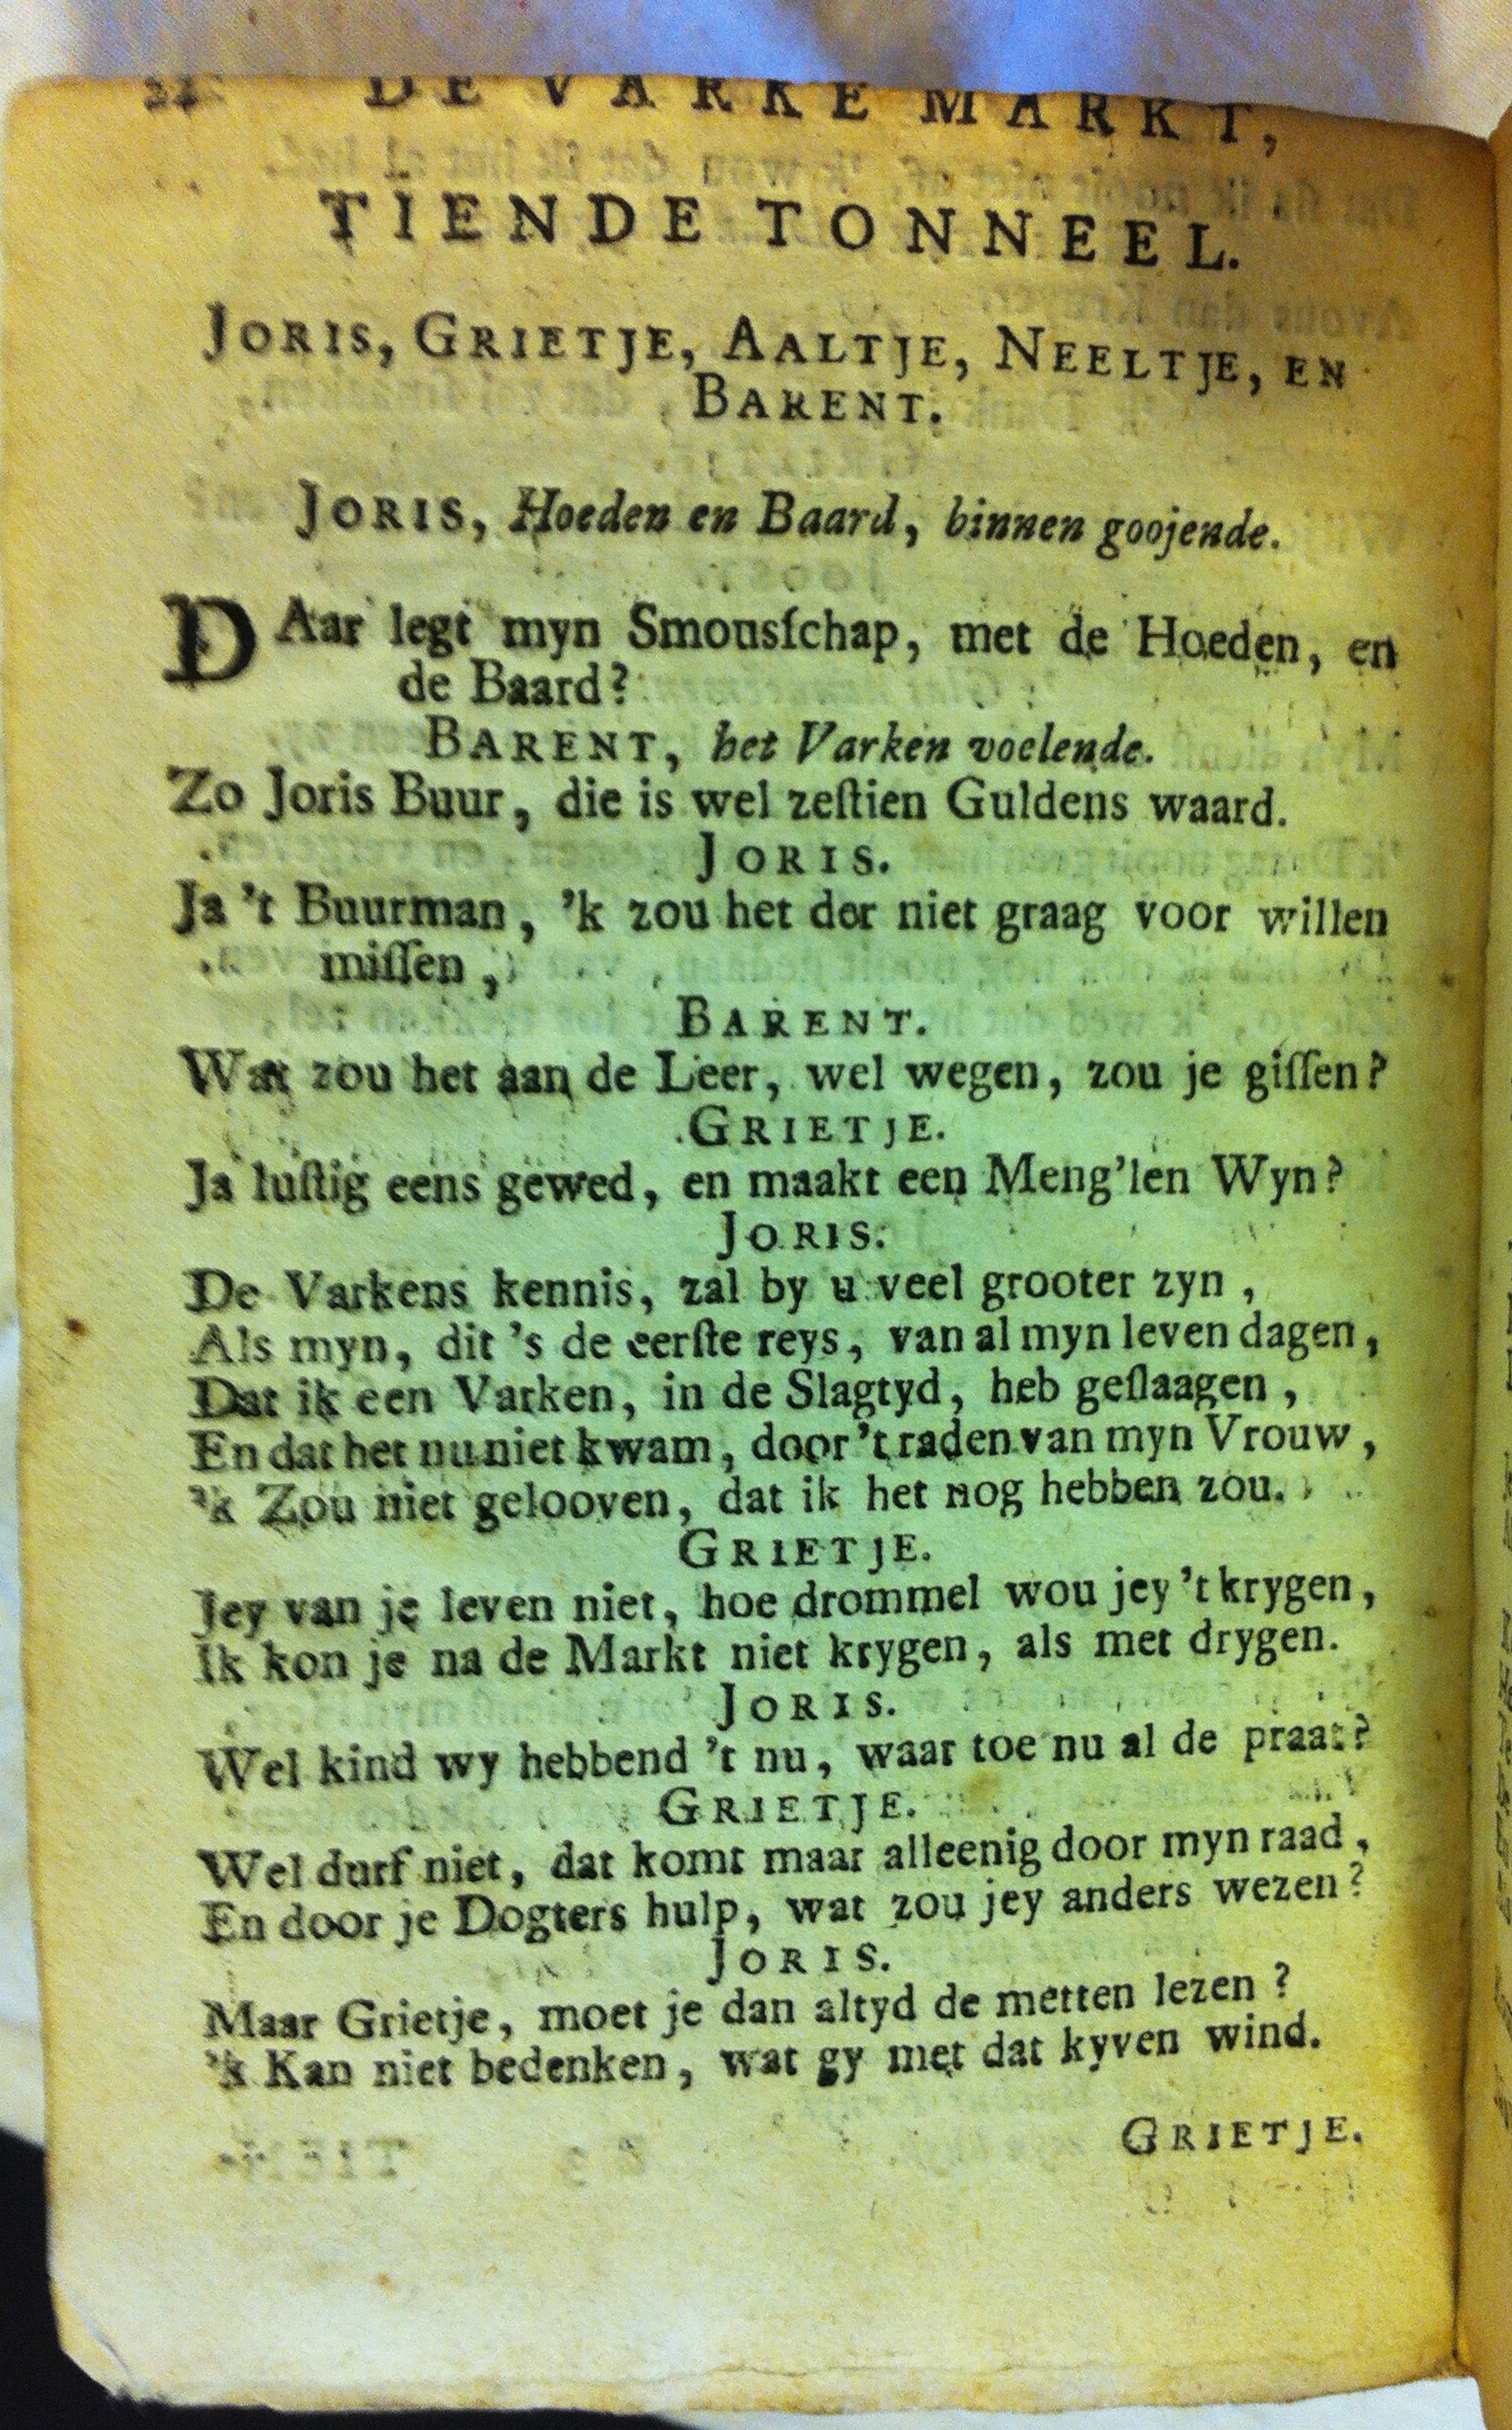 DE VARKE MARKT,
TIENDE TONNEEL.
JORIS, GRIETJE, AALTJE, NEELTJE, EN
BARENT.
JORIS, Hoeden en Baard, binnen goojende.
DAar legt myn Smousſchap, met de Hoeden, en
de Baard?
BARENT, het Varken voelende.
Zo Joris Buur, die is wel zeſtien Guldens waard.
JORIS.
Ja 't Buurman, 'k zou het der niet graag voor willen
miſſen,
BARENT.
Wat zou het aan de Leer, wel wegen, zou je giſſen?
GRIETJE.
Ja luſtig eens gewed, en maakt een Meng'len Wyn?
JORIS.
De Varkens kennis, zal by u veel grooter zyn,
Als myn, dit 's de eerſte reys, van al myn leven dagen,
Dat ik een Varken, in de Slagtyd, heb geſlaagen,
En dat het nu niet kwam, door 't raden van myn Vrouw,
'k Zou niet gelooven, dat ik het nog hebben zou.
GRIETJE.
Jey van je leven niet, hoe drommel wou jey 't krygen,
Ik kon je na de Markt niet krygen, als met drygen.
JORIS.
Wel kind wy hebbend 't nu, waar toe nu al de praat?
GRIETJE.
Wel durf niet, dat komt maar alleenig door myn raad,
En door je Dogters hulp, wat zou jey anders wezen?
JORIS.
Maar Grietje, moet je dan altyd de metten lezen?
'k Kan niet bedenken, wat gy met dat kyven wind.
GRIETJE.